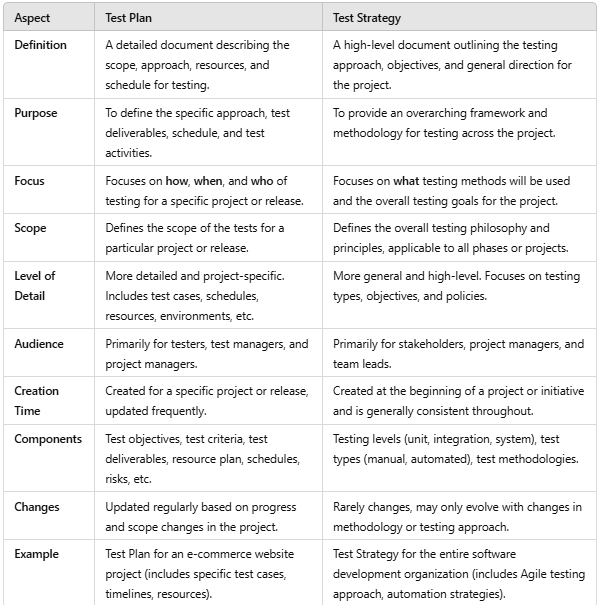 Aspect Test Plan Test Strategy
Definition A detailed document describing the A high-level document outlining the testing
scope, approach, resources, and approach, objectives, and general direction for
schedule for testing. the project.
Purpose To define the specific approach, test To provide an overarching framework and
deliverables, schedule, and test methodology for testing across the project.
activities.
Focus Focuses on how, when, and who of Focuses on what testing methods will be used
testing for a specific project or release. and the overall testing goals for the project.
Scope Defines the scope of the tests for a Defines the overall testing philosophy and
particular project or release. principles, applicable to all phases or projects.
Level of More detailed and project-specific. More general and high-level. Focuses on testing
Detail Includes test cases, schedules, types, objectives, and policies.
resources, environments, etc.
Audience Primarily for testers, test managers, and Primarily for stakeholders, project managers, and
project managers. team leads.
Creation Created for a specific project or release, Created at the beginning of a project or initiative
Time updated frequently. and is generally consistent throughout.
Components Test objectives, test criteria, test Testing levels (unit, integration, system), test
deliverables, resource plan, schedules, types (manual, automated), test methodologies.
risks, etc.
Changes Updated regularly based on progress Rarely changes, may only evolve with changes in
and scope changes in the project. methodology or testing approach.
Example Test Plan for an e-commerce website Test Strategy for the entire software
project (includes specific test cases, development organization (includes Agile testing
timelines, resources). approach, automation strategies).